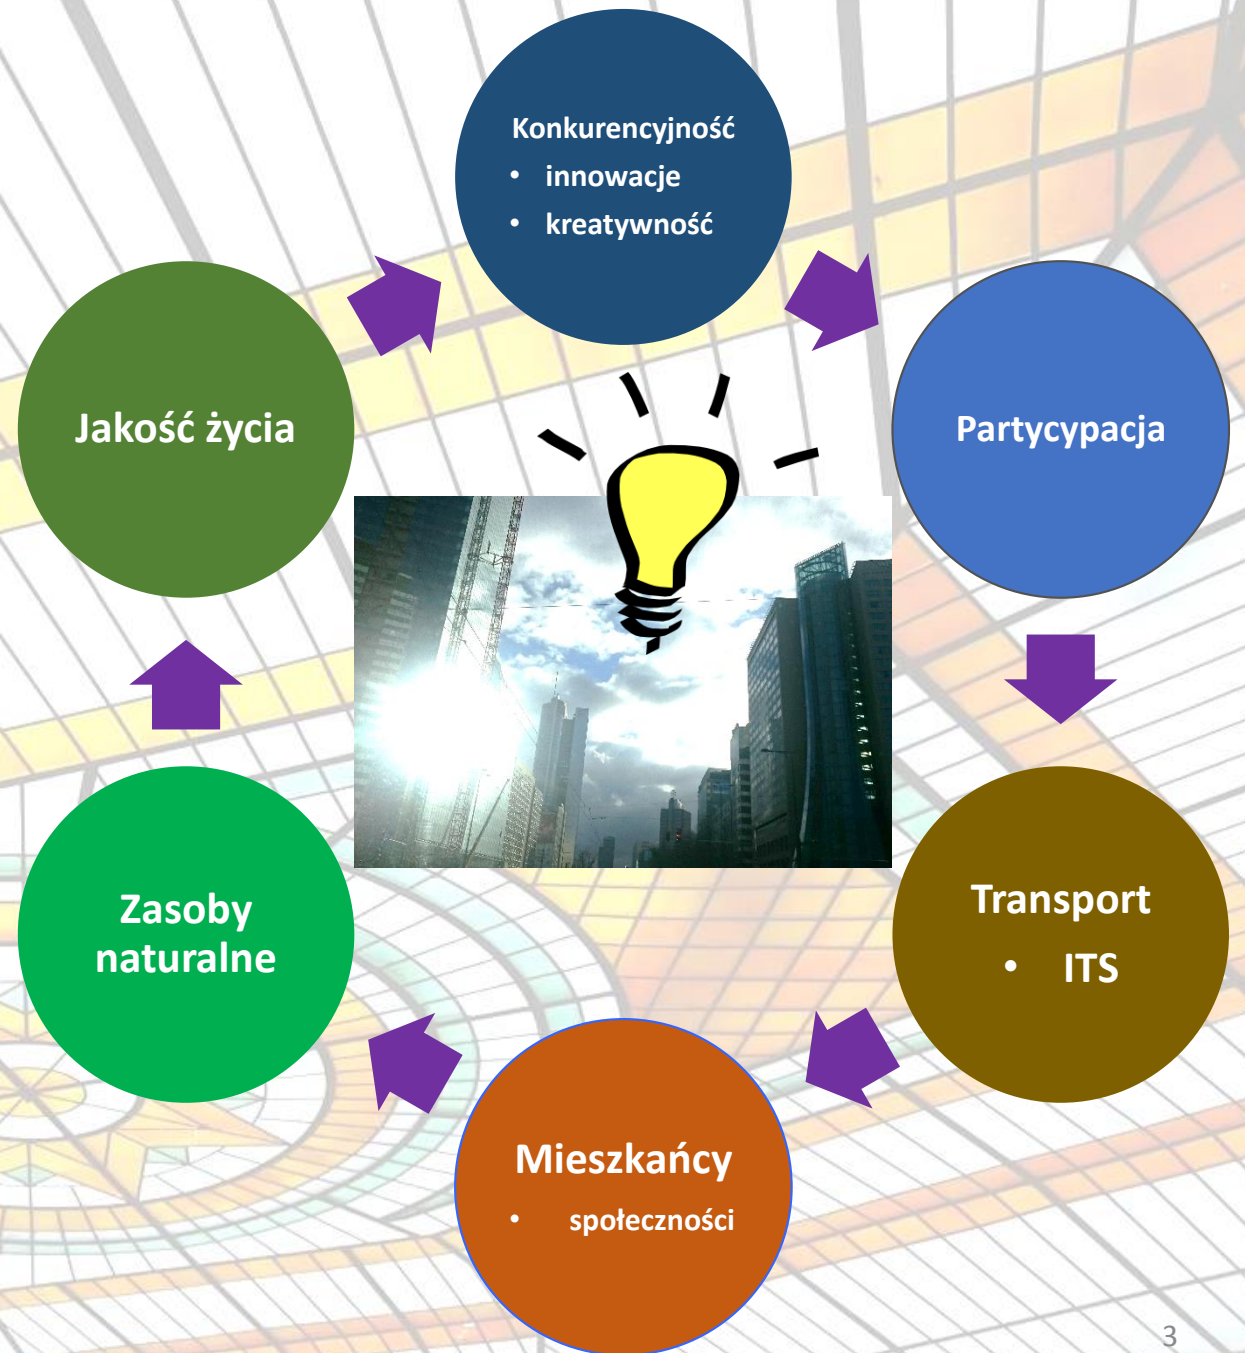 Konkurencyjność
• innowacje
• kreatywność
Partycypacja
Transport
• ITS
Mieszkańcy
• społeczności
Zasoby
naturalne
Jakość życia
3